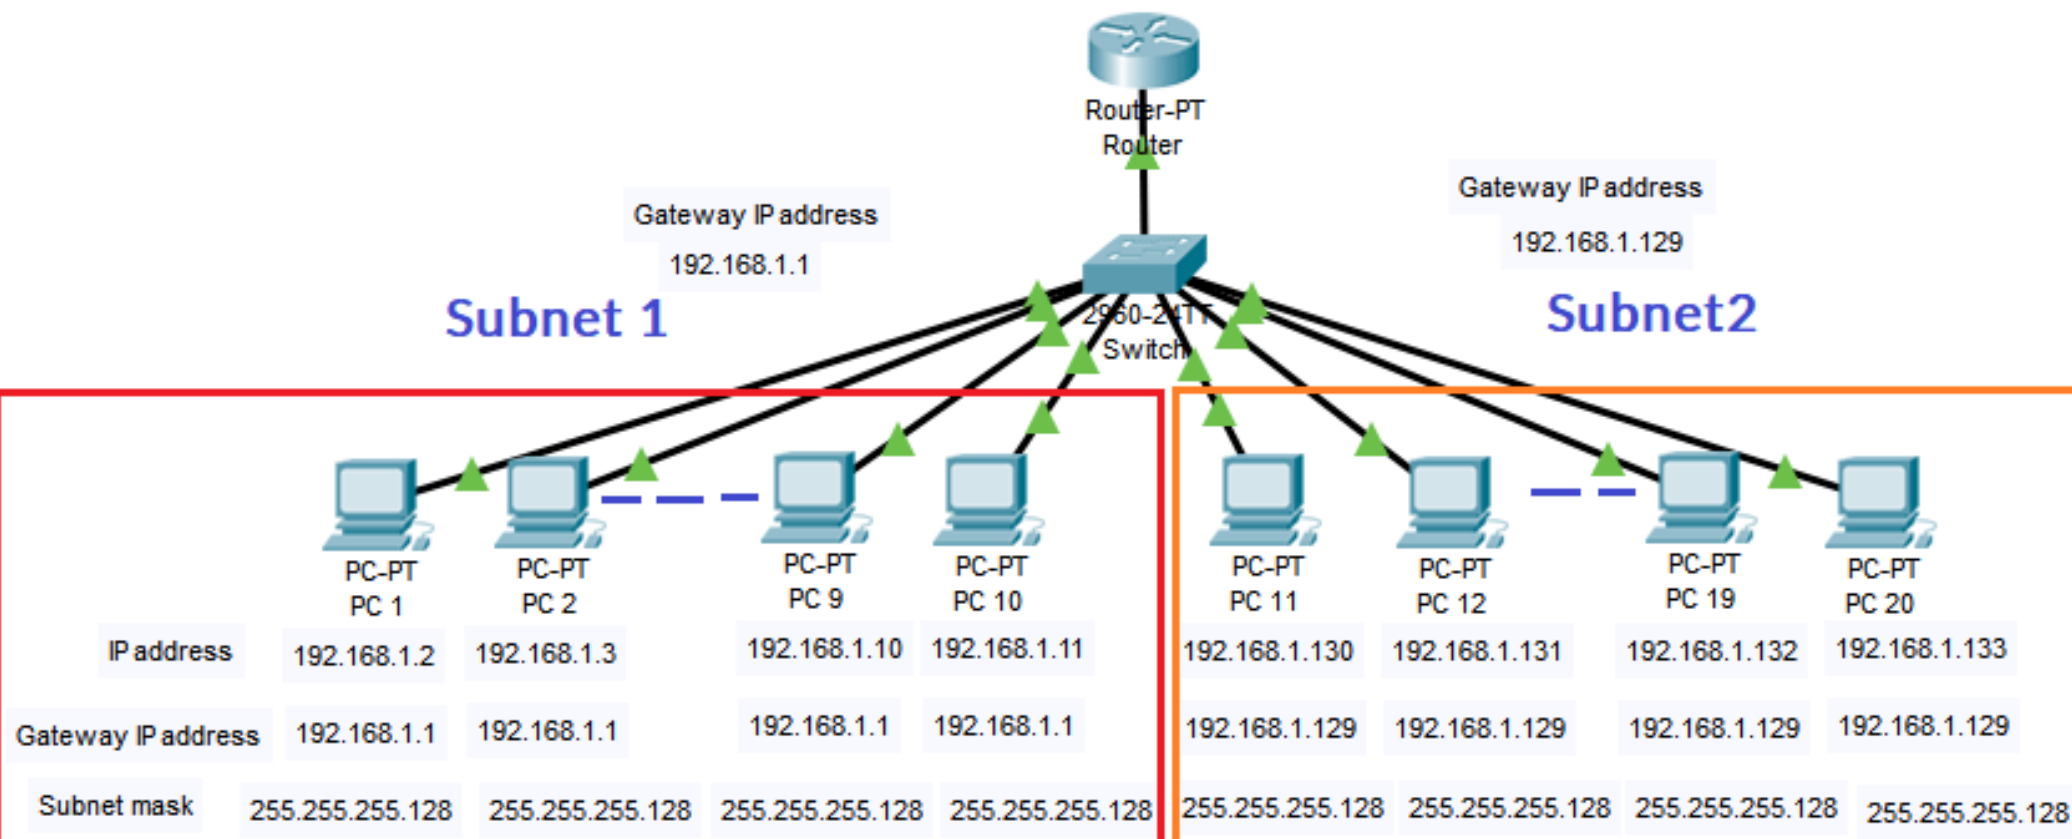 Router-PT
Router
Gateway IP address
192.168.1.1
Gateway IP address
192.168.1.129
Subnet 1
2960-24TT
Switch
Subnet2
PC-PT
PC 1
PC-PT
PC 2
PC-PT
PC 9
PC-PT
PC 10
PC-PT
PC 11
PC-PT
PC 12
PC-PT
PC 19
PC-PT
PC 20
IP address 192.168.1.2 192.168.1.3 192.168.1.10 192.168.1.11 192.168.1.130 192.168.1.131 192.168.1.132 192.168.1.133
Gateway IP address 192.168.1.1 192.168.1.1 192.168.1.1 192.168.1.1 192.168.1.129 192.168.1.129 192.168.1.129 192.168.1.129
Subnet mask 255.255.255.128 255.255.255.128 255.255.255.128 255.255.255.128 255.255.255.128 255.255.255.128 255.255.255.128 255.255.255.128